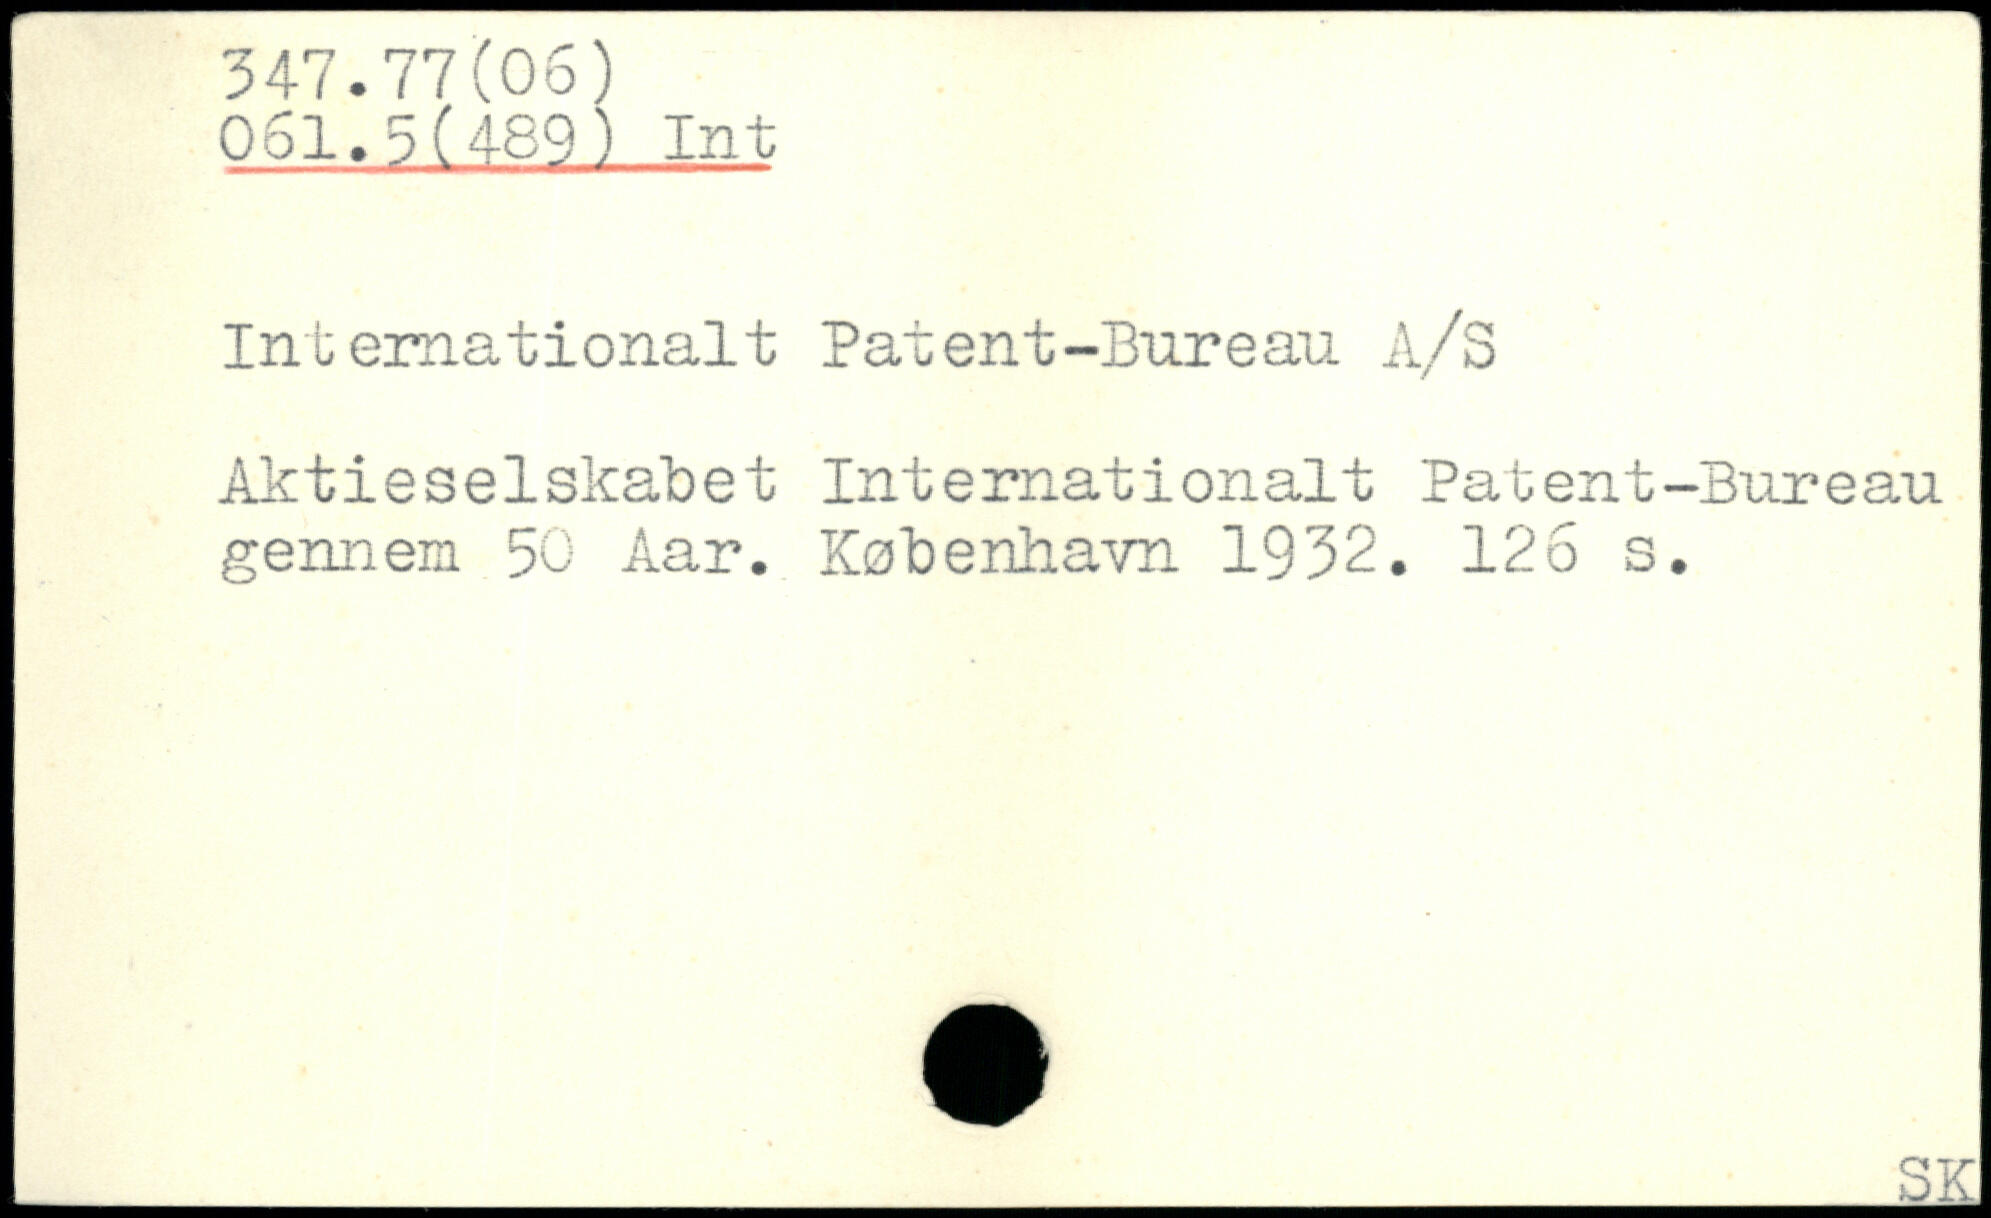 347.77(06)
061.5(489) Int
Internationalt Patent-Bureau A/S
Aktieselskabet Internationalt Patent-Bureau
gennem 50 Aar. København 1932. 126 s.
SK